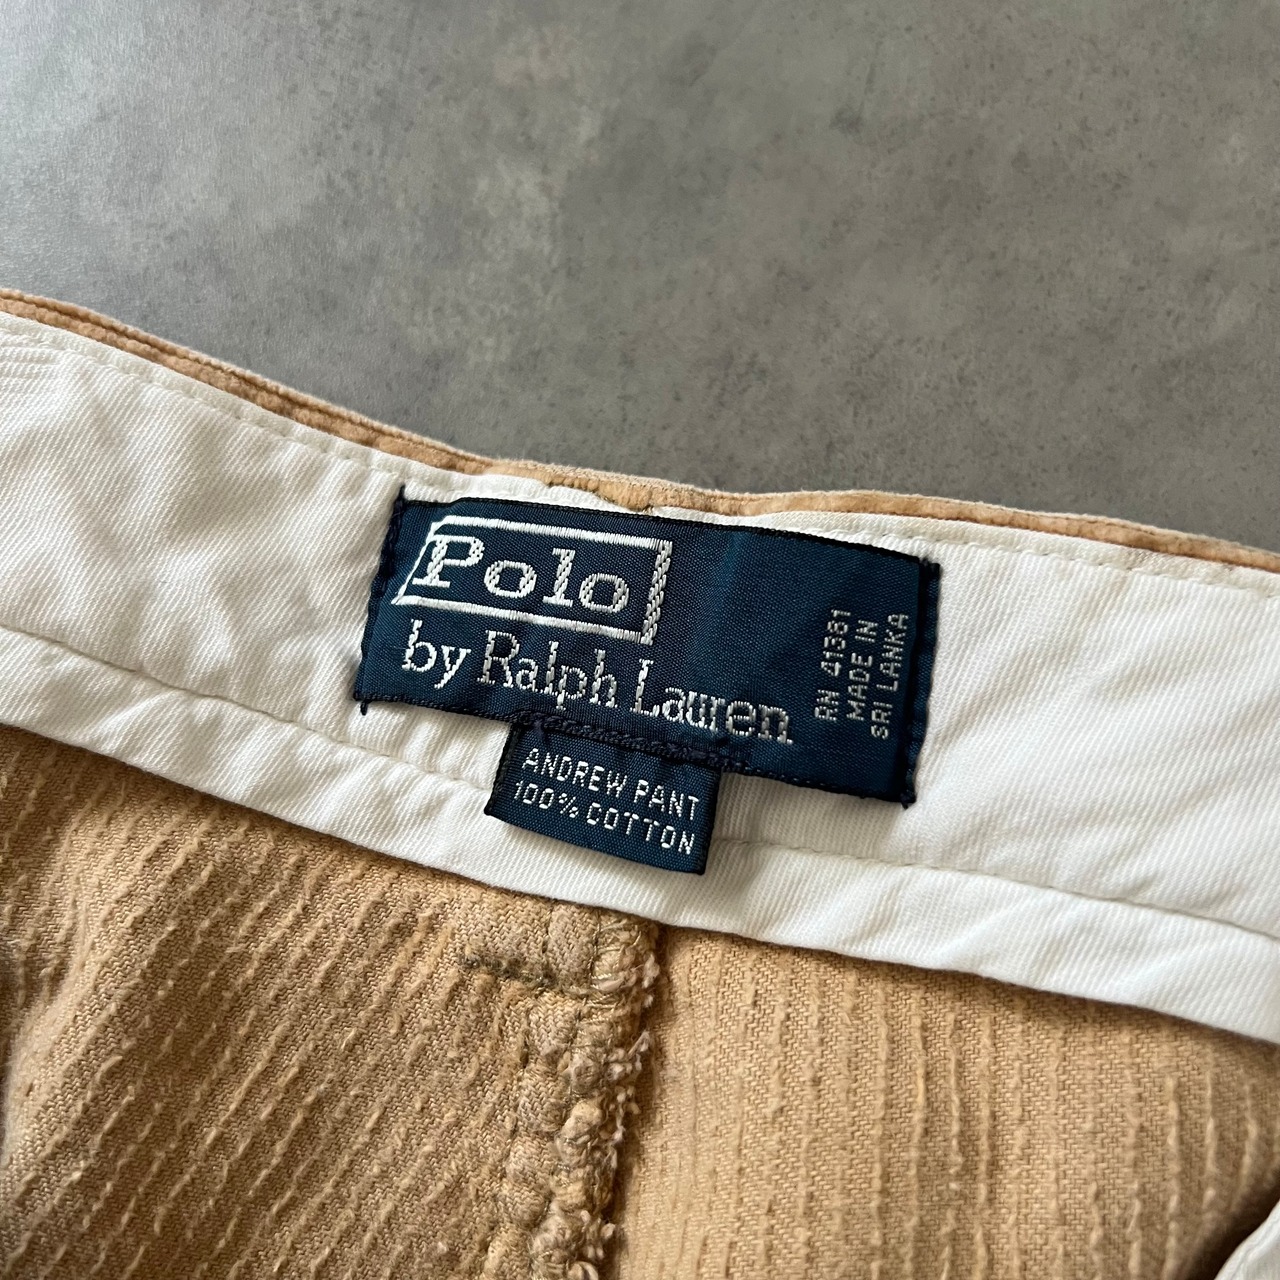 Polo
by Ralph Lauren
RN 41381
MADE IN
SRI LANKA
ANDREW PANT
100% COTTON